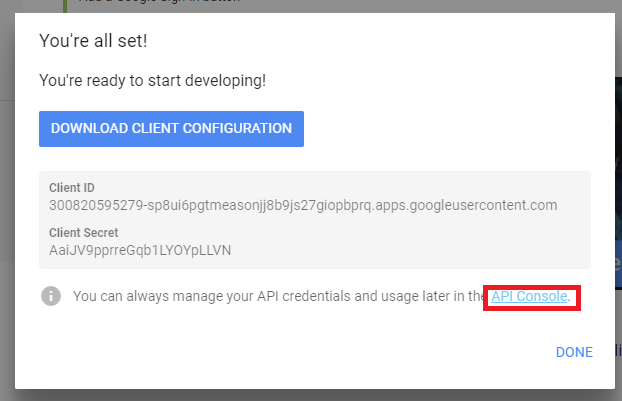 You're all set!
You're ready to start developing!
DOWNLOAD CLIENT CONFIGURATION
Client ID
300820595279-sp8ui6pgtmeasonjj8b9js27giopbprq.apps.googleusercontent.com
Client Secret
AaiJV9pprreGqb1LYOYpLLVN
You can always manage your API credentials and usage later in the API Console.
DONE